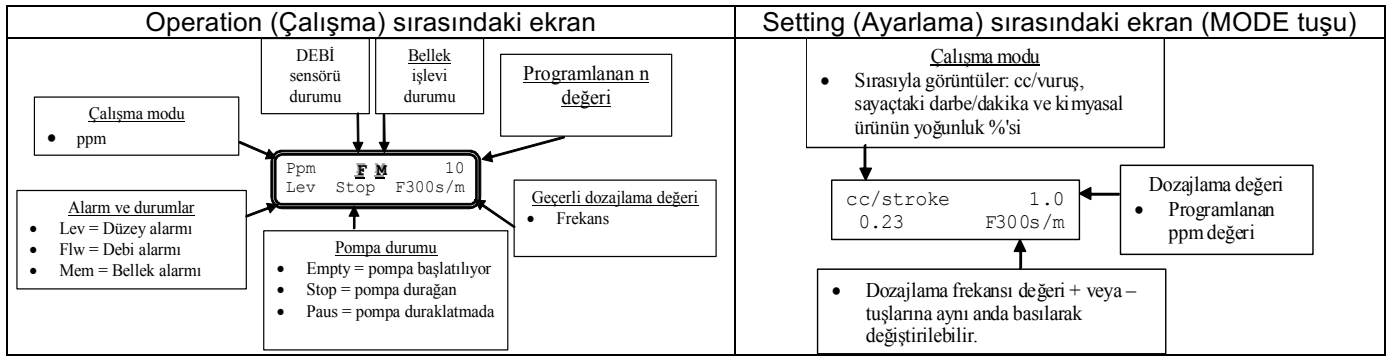 Operation (Çalışma) sırasındaki ekran
DEBİ
sensörü
durumu
Bellek
işlevi
durumu
Programlanan n
değeri
Çalışma modu
• ppm
Ppm F M 10
Lev Stop F300s/m
Alarm ve durumlar
• Lev = Düzey alarmı
• Flw = Debi alarmı
• Mem = Bellek alarmı
Geçerli dozajlama değeri
• Frekans
Pompa durumu
• Empty = pompa başlatılıyor
• Stop = pompa durağan
• Paus = pompa duraklatmada
Setting (Ayarlama) sırasındaki ekran (MODE tuşu)
Çalışma modu
• Sırasıyla görüntüler: cc/vuruş,
sayaçtaki darbe/dakika ve kimyasal
ürünün yoğunluk %'si
cc/stroke 1.0
0.23 F300s/m
Dozajlama değeri
• Programlanan
ppm değeri
• Dozajlama frekansı değeri + veya –
tuşlarına aynı anda basılarak
değiştirilebilir.